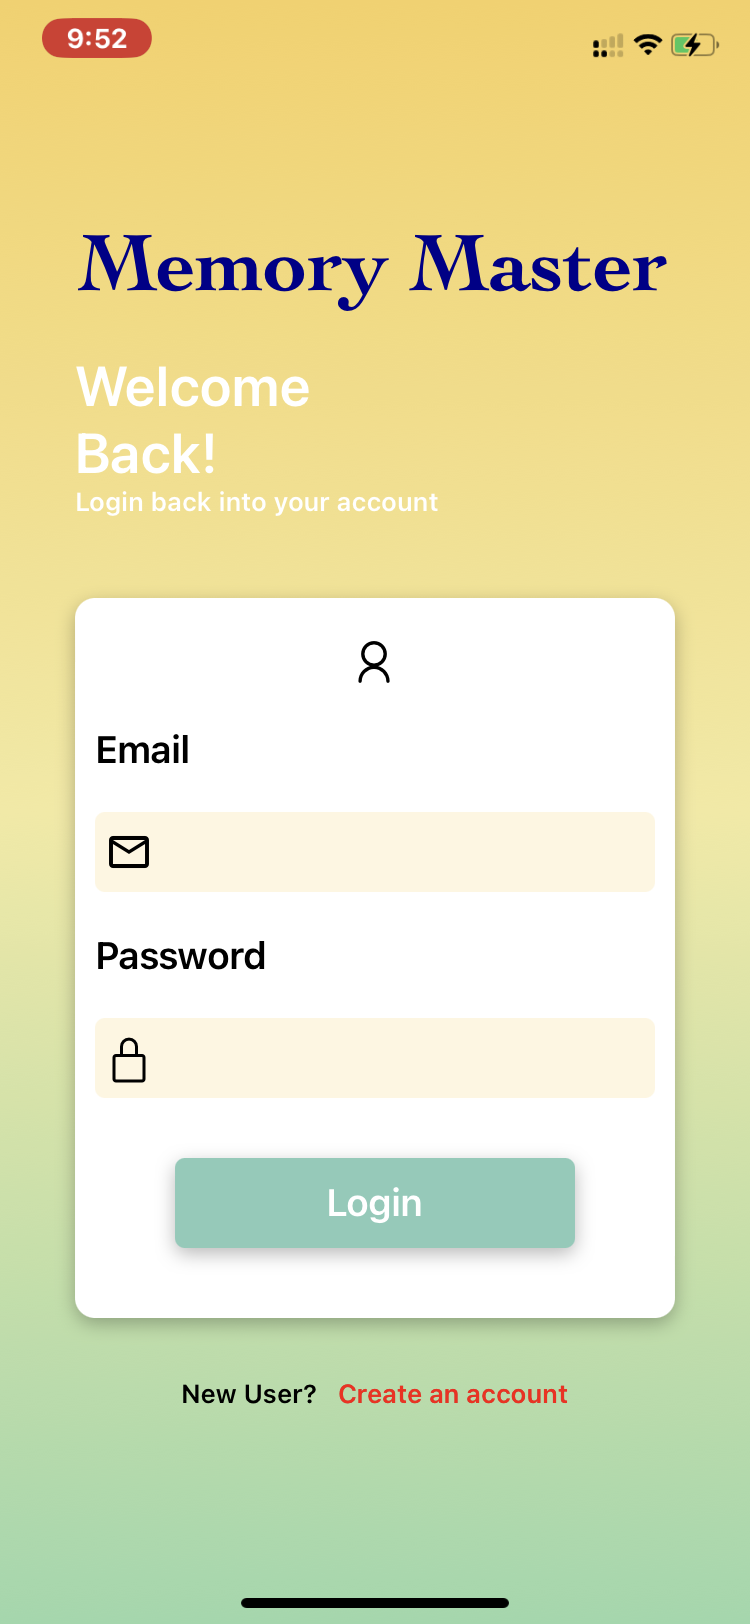 9:52
Memory Master
Welcome
Back!
Login back into your account
Email
Password
Login
New User? Create an account